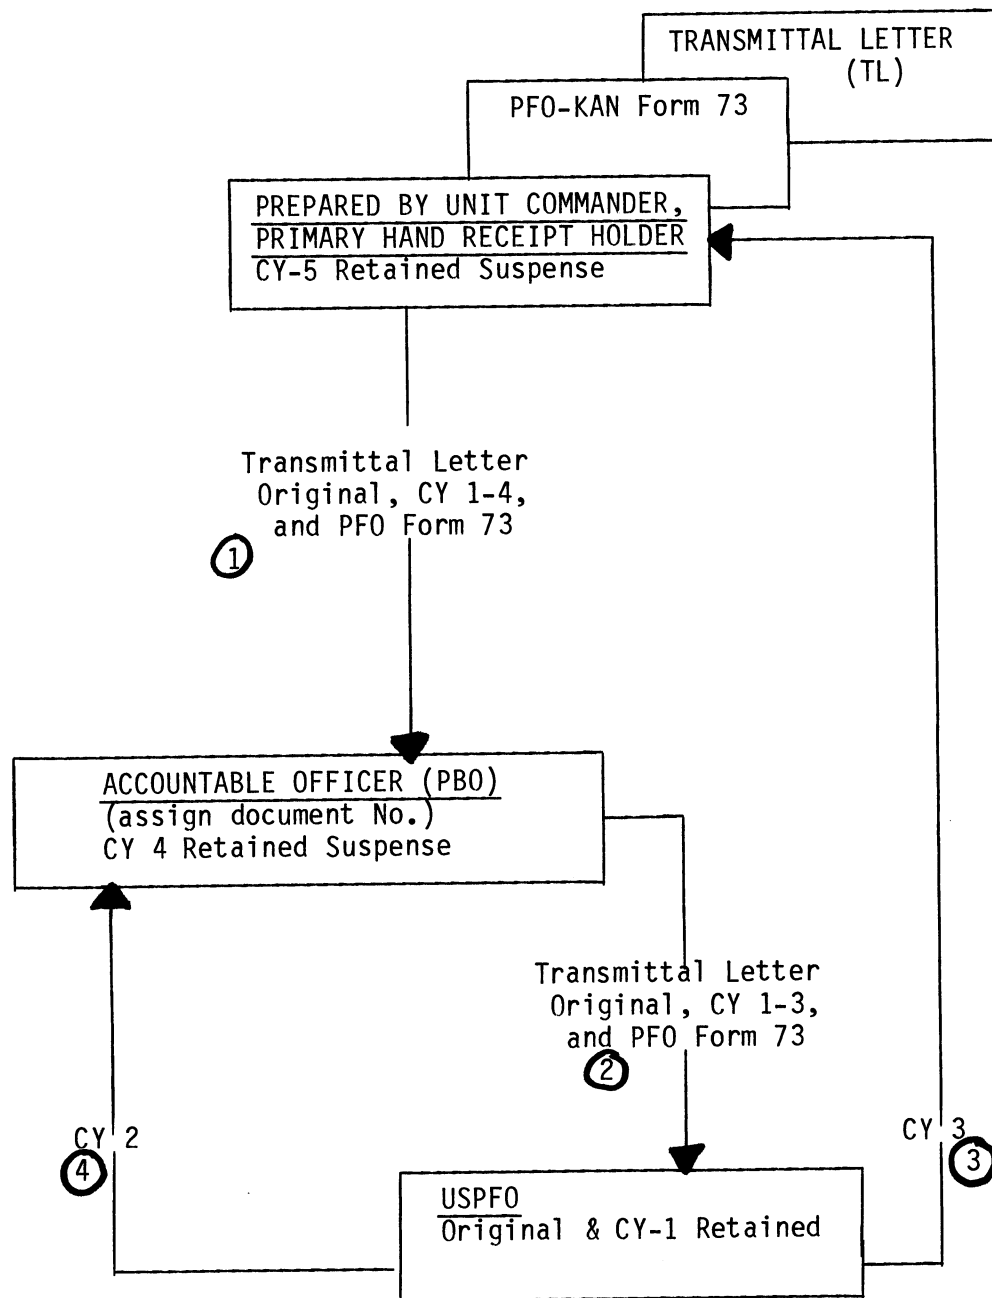 TRANSMITTAL LETTER
(TL)
PFO-KAN Form 73
PREPARED BY UNIT COMMANDER,
PRIMARY HAND RECEIPT HOLDER
CY-5 Retained Suspense
Transmittal Letter
Original, CY 1-4,
and PFO Form 73
1
ACCOUNTABLE OFFICER (PBO)
(assign document No.)
CY 4 Retained Suspense
Transmittal Letter
Original, CY 1-3,
and PFO Form 73
2
CY 2
4
CY 3
3
USPFO
Original & CY-1 Retained